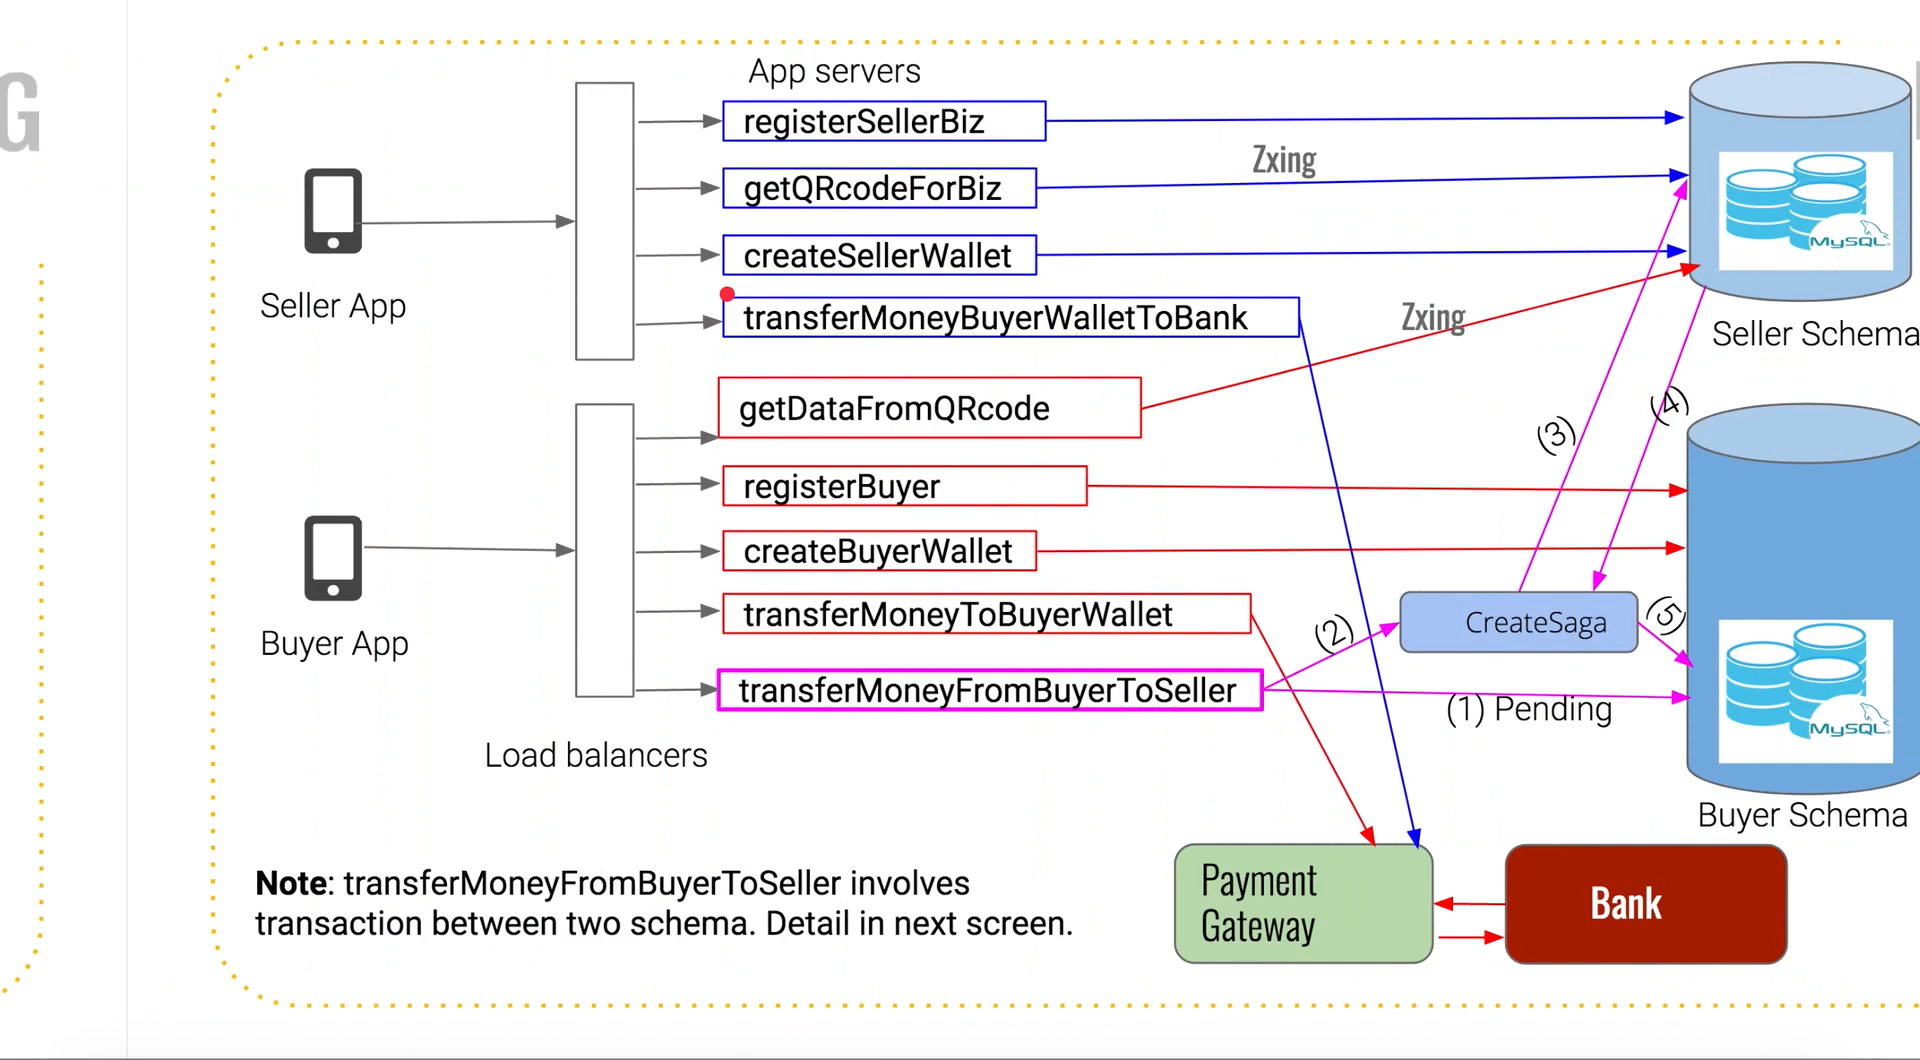 G
App servers
registerSellerBiz
Zxing
getQRcodeForBiz
createSellerWallet
MySQL
Seller App
transferMoneyBuyerWalletToBank
Zxing
Seller Schema
getDataFromQRcode
(3)
(4)
registerBuyer
createBuyerWallet
transferMoneyToBuyerWallet
(2)
CreateSaga
(5)
Buyer App
transferMoneyFromBuyerToSeller
(1) Pending
MySQL
Load balancers
Buyer Schema
Payment
Gateway
Bank
Note: transferMoneyFromBuyerToSeller involves
transaction between two schema. Detail in next screen.